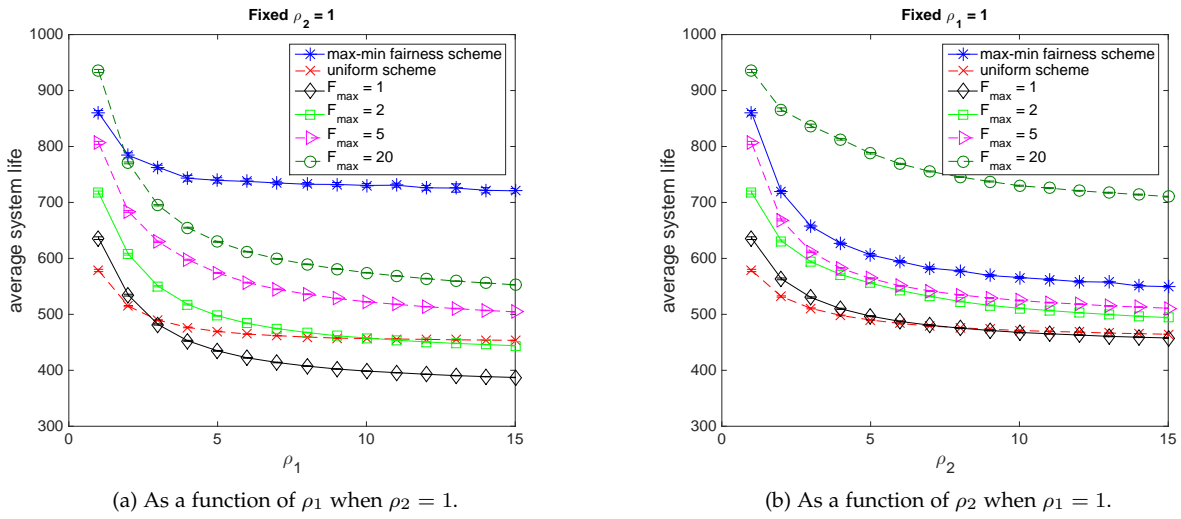 Fixed ρ2 = 1
1000
900
800
700
600
500
400
300
0
5
10
15
average system life
ρ1
max-min fairness scheme
uniform scheme
Fmax = 1
Fmax = 2
Fmax = 5
Fmax = 20
(a) As a function of ρ1 when ρ2 = 1.
Fixed ρ1 = 1
1000
900
800
700
600
500
400
300
0
5
10
15
average system life
ρ2
max-min fairness scheme
uniform scheme
Fmax = 1
Fmax = 2
Fmax = 5
Fmax = 20
(b) As a function of ρ2 when ρ1 = 1.